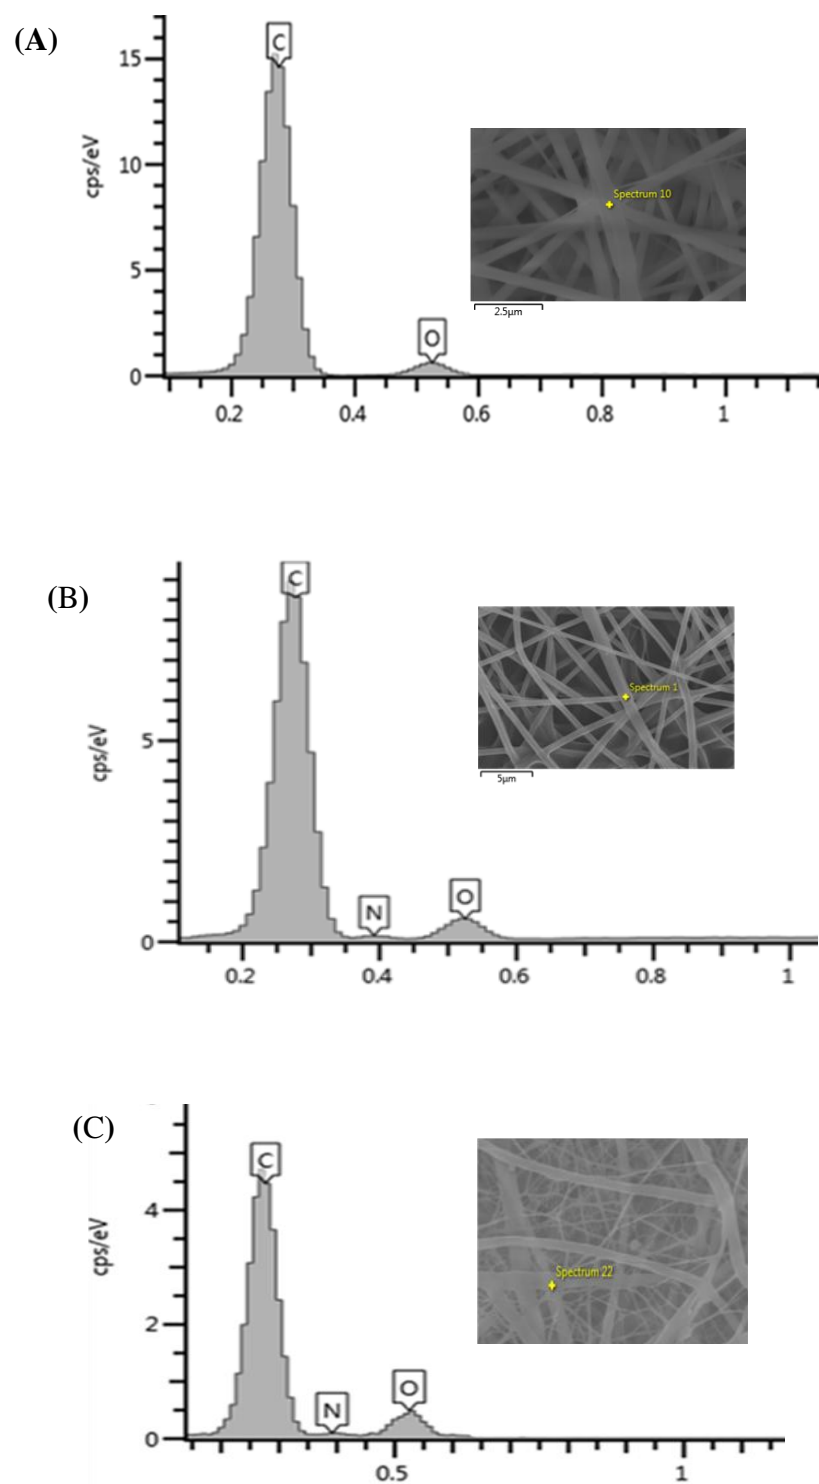 (A)
C
15
10
cps/eV
5
O
0
0.2 0.4 0.6 0.8 1
Spectrum 10
2.5µm
(B)
C
5
cps/eV
N
O
0
0.2 0.4 0.6 0.8 1
Spectrum 1
5µm
(C)
C
4
cps/eV
2
N
O
0
0.5 1
Spectrum 22